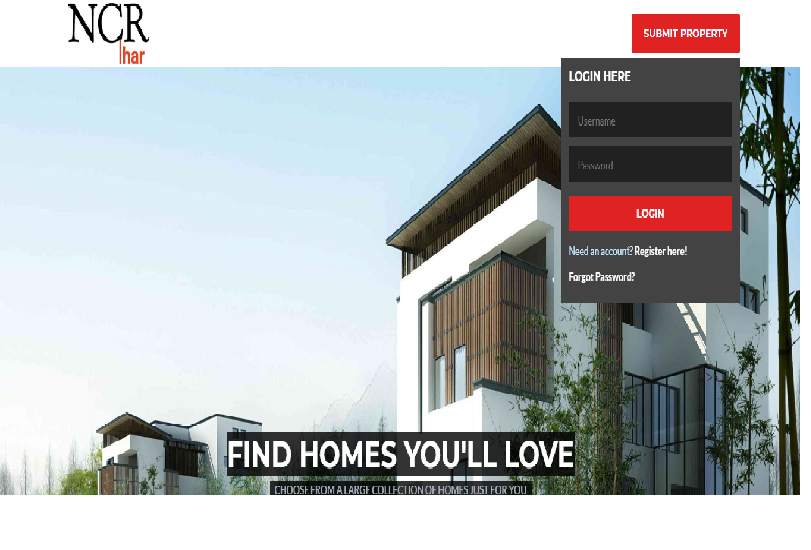 NCR
Ihar
SUBMIT PROPERTY
LOGIN HERE
Username
Password
LOGIN
Need an account? Register here!
Forgot Password?
FIND HOMES YOU'LL LOVE
CHOOSE FROM A LARGE COLLECTION OF HOMES JUST FOR YOU